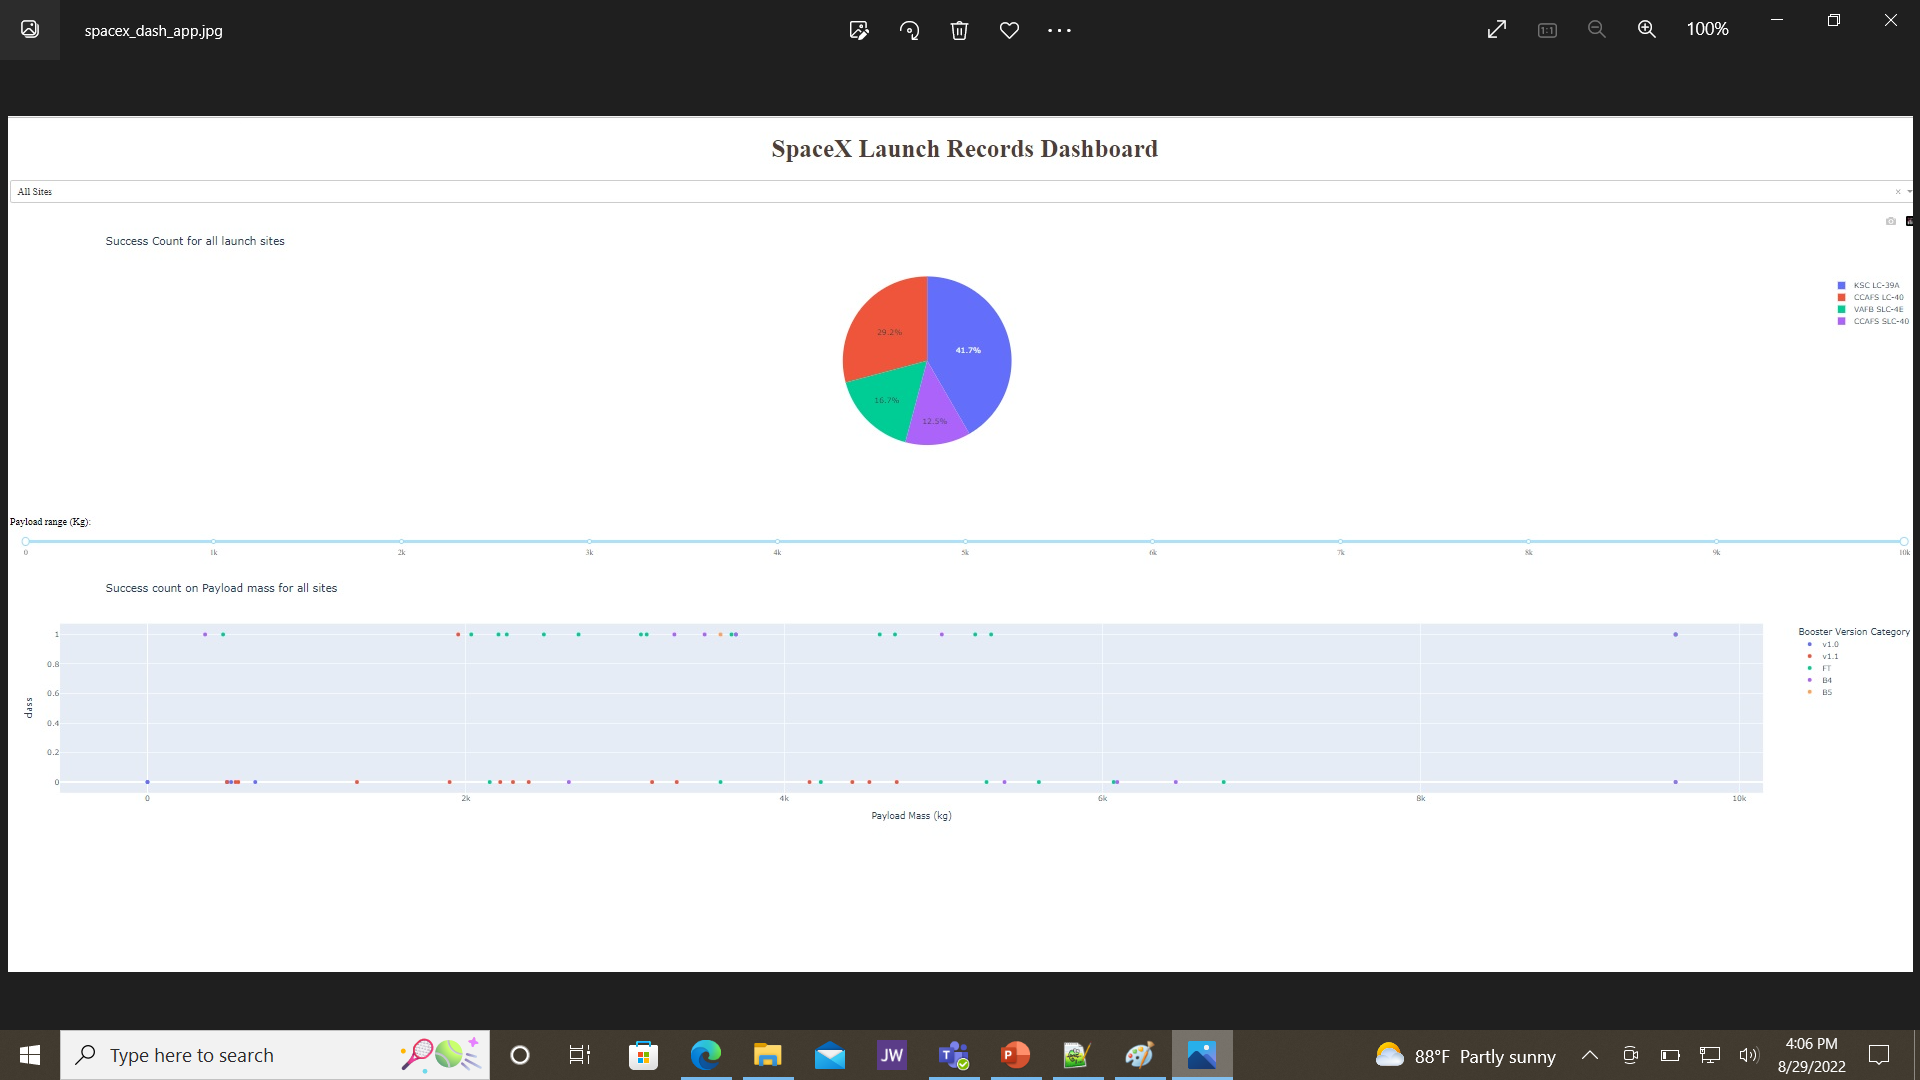 spacex_dash_app.jpg
100%
SpaceX Launch Records Dashboard
All Sites
Success Count for all launch sites
KSC LC-39A
CCAFS LC-40
VAFB SLC-4E
CCAFS SLC-40
29.2%
41.7%
16.7%
12.5%
Payload range (Kg):
0 1k 2k 3k 4k 5k 6k 7k 8k 9k 10k
Success count on Payload mass for all sites
class
1
0.8
0.6
0.4
0.2
0
0 2k 4k 6k 8k 10k
Payload Mass (kg)
Booster Version Category
v1.0
v1.1
FT
B4
B5
Type here to search
JW
88°F Partly sunny
4:06 PM
8/29/2022